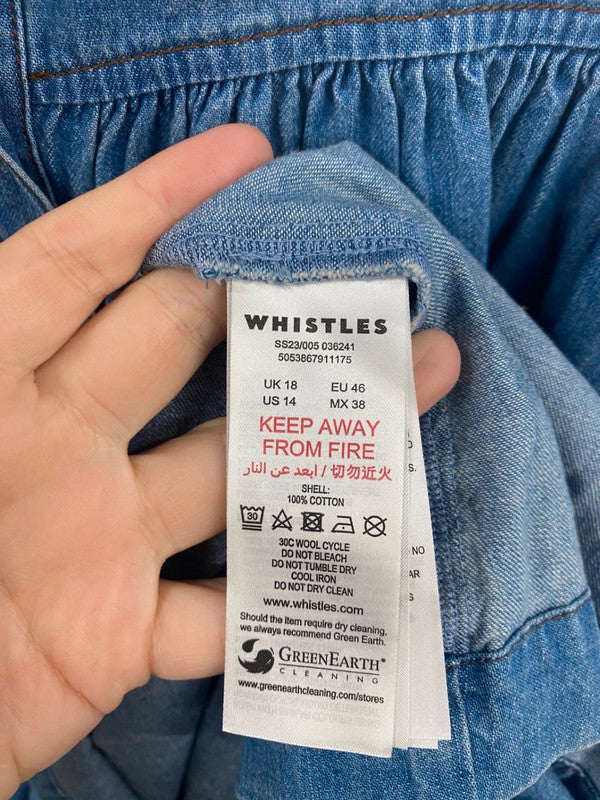 WHISTLES
SS23/005 036241
5053867911175
UK 18 EU 46
US 14 MX 38
KEEP AWAY
FROM FIRE
ابعد عن النار / 切勿近火
SHELL:
100% COTTON
30
30C WOOL CYCLE
DO NOT BLEACH
DO NOT TUMBLE DRY
COOL IRON
DO NOT DRY CLEAN
www.whistles.com
Should the item require dry cleaning,
we always recommend Green Earth.
GREENEARTH®
CLEANING
www.greenearthcleaning.com/stores
S.
NO
AR
S